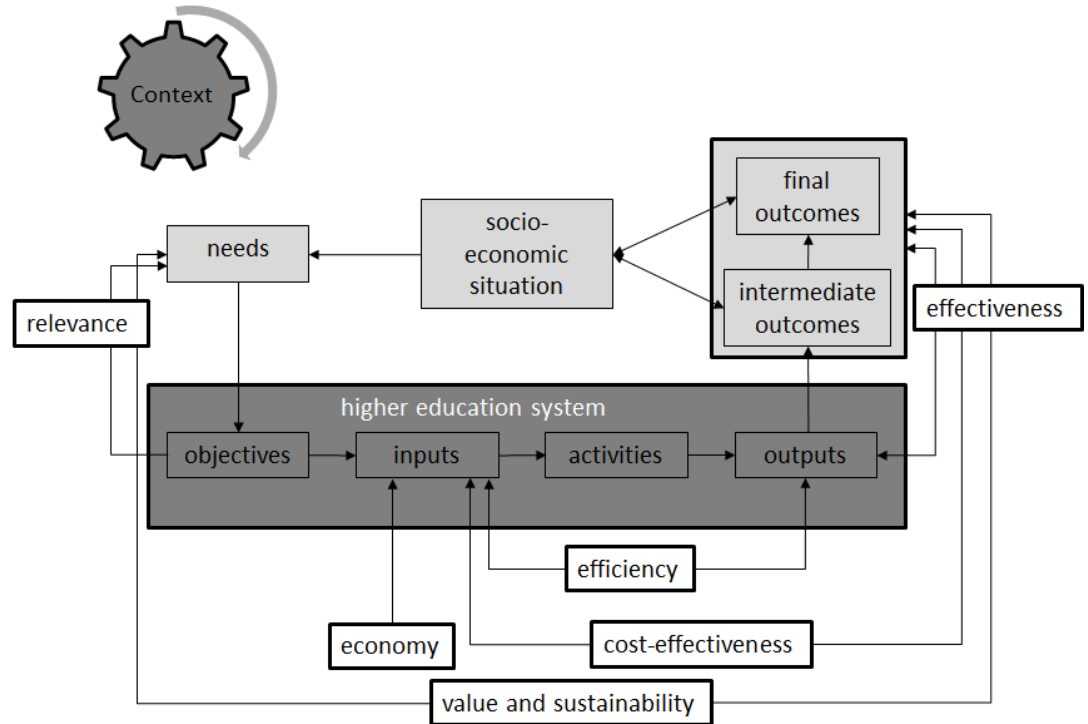 Context
final
outcomes
socio-
economic
situation
needs
intermediate
outcomes
relevance
effectiveness
higher education system
objectives
inputs
activities
outputs
efficiency
economy
cost-effectiveness
value and sustainability